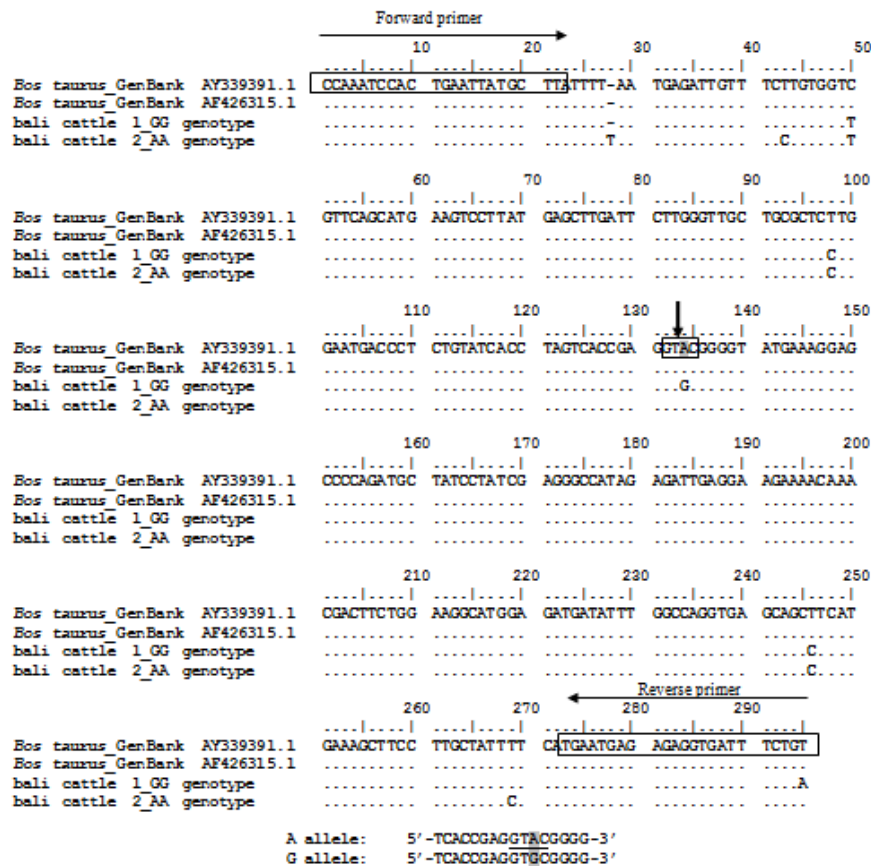 Forward primer
10 20 30 40 50
....|....| ....|....| ....|....| ....|....| ....|....|
Bos taurus_GenBank AY339391.1 CCAAATCCAC TGAATTATGC TTATTTT-AA TGAGATTGTT TCTTGTGGTC
Bos taurus_GenBank AF426315.1 .......... .......... .......-.. .......... ..........
bali cattle 1_GG genotype .......... .......... .......-.. .......... .........T
bali cattle 2_AA genotype .......... .......... .......T.. .......... ..C......T
60 70 80 90 100
....|....| ....|....| ....|....| ....|....| ....|....|
Bos taurus_GenBank AY339391.1 GTTCAGCATG AAGTCCTTAT GAGCTTGATT CTTGGGTTGC TGCGCTCTTG
Bos taurus_GenBank AF426315.1 .......... .......... .......... .......... ..........
bali cattle 1_GG genotype .......... .......... .......... .......... .......C..
bali cattle 2_AA genotype .......... .......... .......... .......... .......C..
110 120 130 140 150
....|....| ....|....| ....|....| ....|....| ....|....|
Bos taurus_GenBank AY339391.1 GAATGACCCT CTGTATCACC TAGTCACCGA GGTACGGGGT ATGAAAGGAG
Bos taurus_GenBank AF426315.1 .......... .......... .......... .......... ..........
bali cattle 1_GG genotype .......... .......... .......... ...G...... ..........
bali cattle 2_AA genotype .......... .......... .......... .......... ..........
160 170 180 190 200
....|....| ....|....| ....|....| ....|....| ....|....|
Bos taurus_GenBank AY339391.1 CCCCAGATGC TATCCTATCG AGGGCCATAG AGATTGAGGA AGAAAACAAA
Bos taurus_GenBank AF426315.1 .......... .......... .......... .......... ..........
bali cattle 1_GG genotype .......... .......... .......... .......... ..........
bali cattle 2_AA genotype .......... .......... .......... .......... ..........
210 220 230 240 250
....|....| ....|....| ....|....| ....|....| ....|....|
Bos taurus_GenBank AY339391.1 CGACTTCTGG AAGGCATGGA GATGATATTT GGCCAGGTGA GCAGCTTCAT
Bos taurus_GenBank AF426315.1 .......... .......... .......... .......... ..........
bali cattle 1_GG genotype .......... .......... .......... .......... .....C....
bali cattle 2_AA genotype .......... .......... .......... .......... .....C....
Reverse primer
260 270 280 290
....|....| ....|....| ....|....| ....|....| ....|
Bos taurus_GenBank AY339391.1 GAAAGCTTCC TTGCTATTTT CATGAATGAG AGAGGTGATT TCTGT
Bos taurus_GenBank AF426315.1 .......... .......... .......... .......... .....
bali cattle 1_GG genotype .......... .......... .......... .......... ....A
bali cattle 2_AA genotype .......... ........C. .......... .......... .....
A allele: 5′-TCACCGAGGTACGGGG-3′
G allele: 5′-TCACCGAGGTGCGGGG-3′